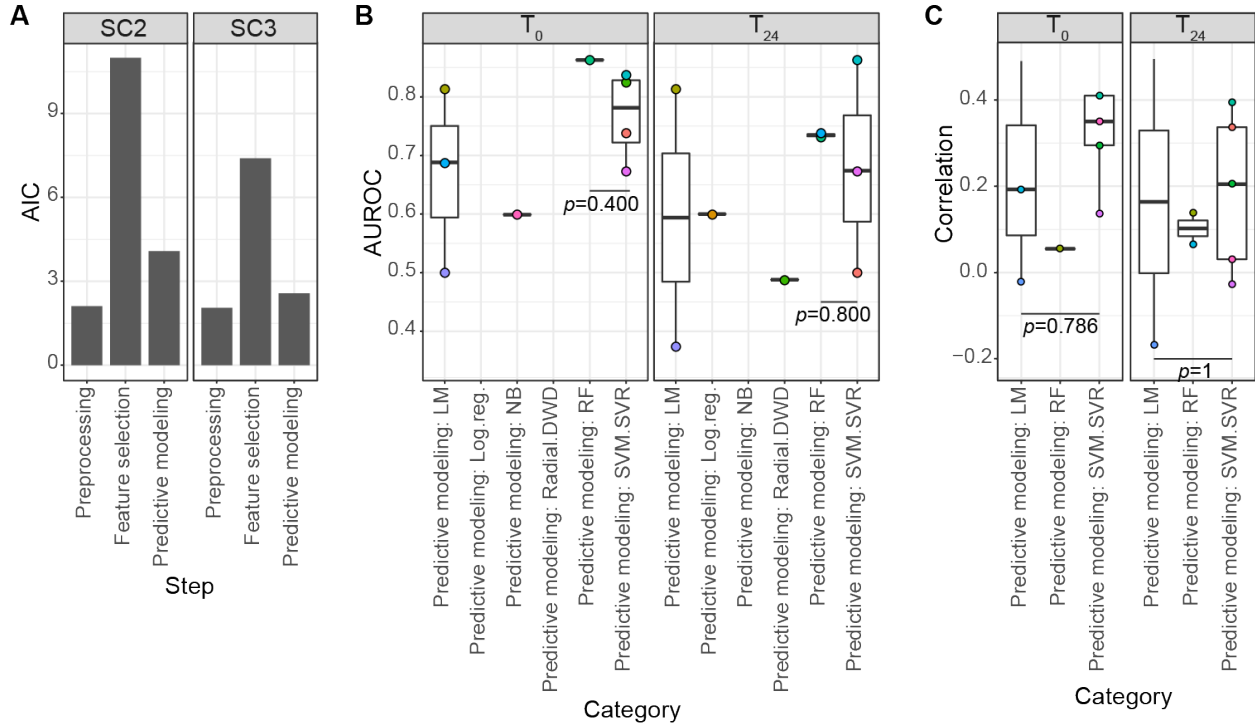 A
SC2
SC3
AIC
9
6
3
0
Preprocessing
Feature selection
Predictive modeling
Preprocessing
Feature selection
Predictive modeling
Step
B
T0
T24
AUROC
0.8
0.7
0.6
0.5
0.4
p=0.400
p=0.800
Predictive modeling: LM
Predictive modeling: Log.reg.
Predictive modeling: NB
Predictive modeling: Radial.DWD
Predictive modeling: RF
Predictive modeling: SVM.SVR
Predictive modeling: LM
Predictive modeling: Log.reg.
Predictive modeling: NB
Predictive modeling: Radial.DWD
Predictive modeling: RF
Predictive modeling: SVM.SVR
Category
C
T0
T24
Correlation
0.4
0.2
0.0
−0.2
p=0.786
p=1
Predictive modeling: LM
Predictive modeling: RF
Predictive modeling: SVM.SVR
Predictive modeling: LM
Predictive modeling: RF
Predictive modeling: SVM.SVR
Category